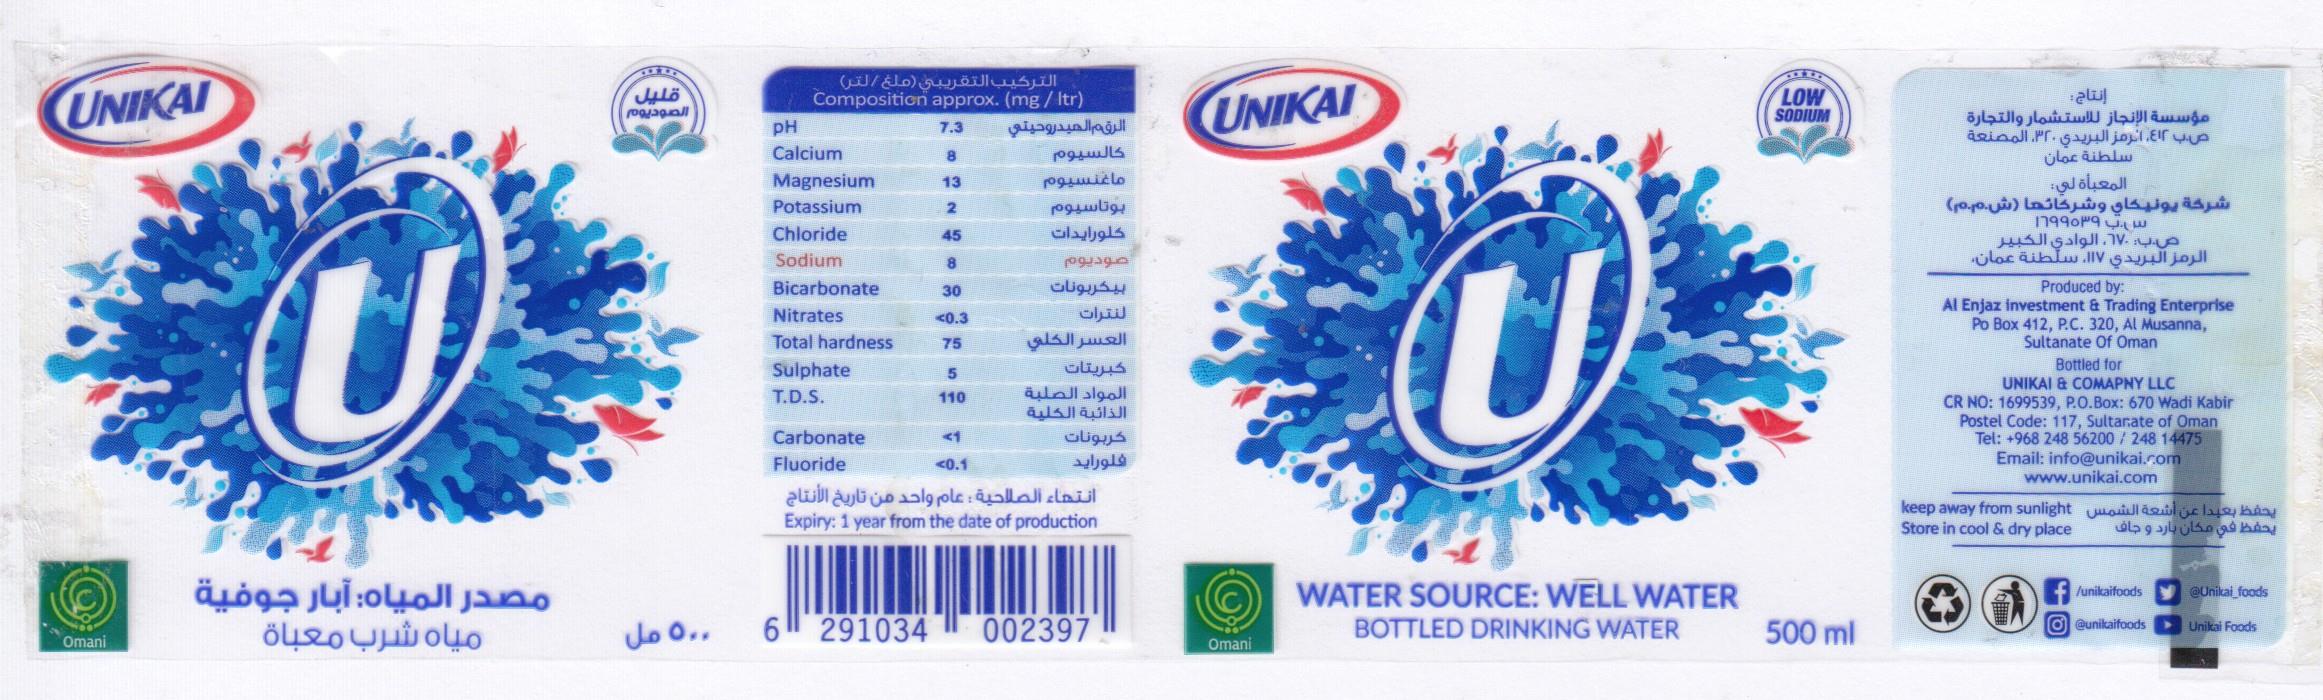 UNIKAI
قليل
الصوديوم
U
Omani
مصدر المياه: آبار جوفية
مياه شرب معباة
٥٠٠ مل
التركيب التقريبي (ملغ / لتر)
Composition approx. (mg / ltr)
pH 7.3 الرقم الهيدروجيني
Calcium 8 كالسيوم
Magnesium 13 ماغنسيوم
Potassium 2 بوتاسيوم
Chloride 45 كلورايدات
Sodium 8 صوديوم
Bicarbonate 30 بيكربونات
Nitrates <0.3 لنترات
Total hardness 75 العسر الكلي
Sulphate 5 كبريتات
T.D.S. 110 المواد الصلبة
الذائبة الكلية
Carbonate <1 كربونات
Fluoride <0.1 فلورايد
انتهاء الصلاحية : عام واحد من تاريخ الأنتاج
Expiry: 1 year from the date of production
6 291034 002397
UNIKAI
LOW
SODIUM
U
Omani
WATER SOURCE: WELL WATER
BOTTLED DRINKING WATER
500 ml
إنتاج:
مؤسسة الإنجاز للاستشمار والتجارة
ص.ب ٤١٢، الرمز البريدي ٣٢٠، المصنعة
سلطنة عمان
المعبأة لي:
شركة يونيكاي وشركائها (ش.م.م)
س.ب ١٦٩٩٥٣٩
ص.ب: ٦٧٠، الوادي الكبير
الرمز البريدي ١١٧، سلطنة عمان،
Produced by:
Al Enjaz investment & Trading Enterprise
Po Box 412, P.C. 320, Al Musanna,
Sultanate Of Oman
Bottled for
UNIKAI & COMAPNY LLC
CR NO: 1699539, P.O.Box: 670 Wadi Kabir
Postel Code: 117, Sultanate of Oman
Tel: +968 248 56200 / 248 14475
Email: info@unikai.com
www.unikai.com
keep away from sunlight يحفظ بعيدا عن أشعة الشمس
Store in cool & dry place يحفظ في مكان بارد و جاف
/unikaifoods @Unikai_foods
@unikaifoods Unikai Foods